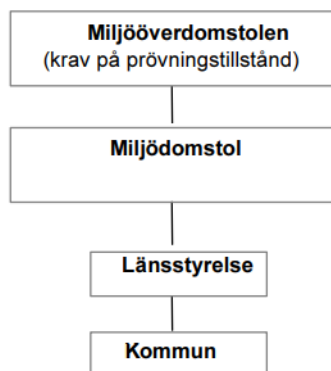 Miljööverdomstolen
(krav på prövningstillstånd)
Miljödomstol
Länsstyrelse
Kommun